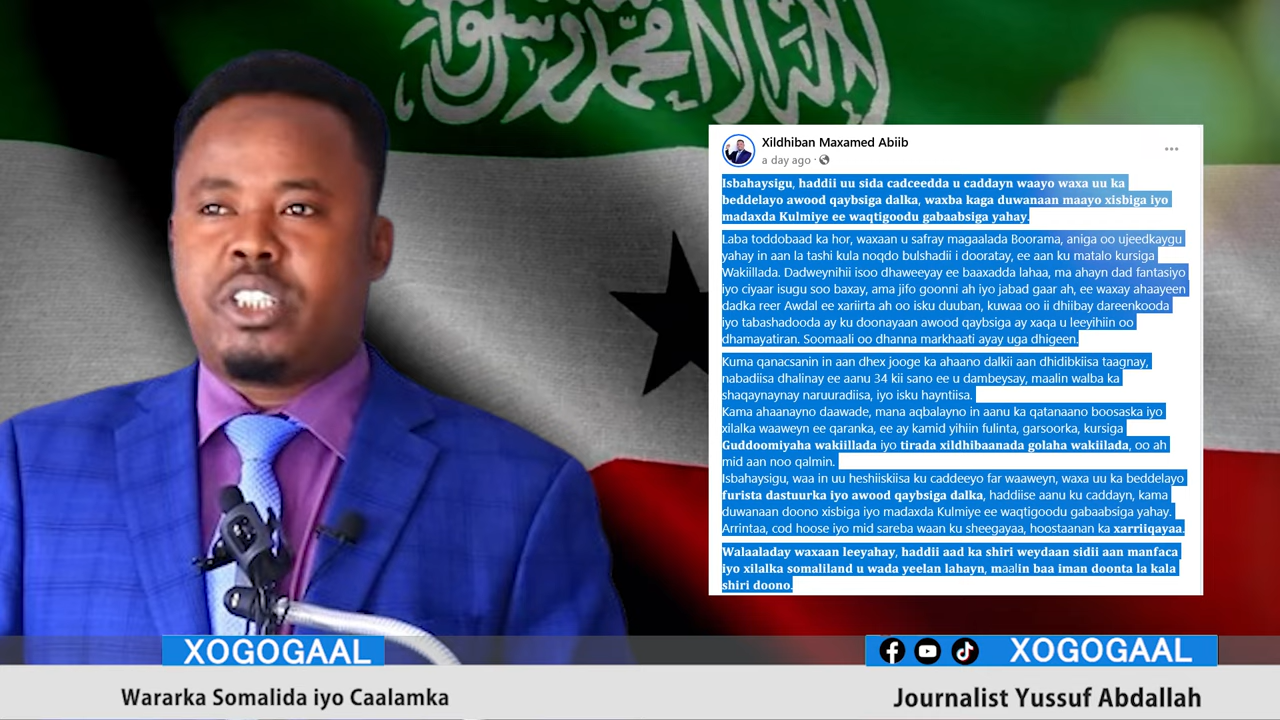 Xildhiban Maxamed Abiib
a day ago ·
Isbahaysigu, haddii uu sida cadceedda u caddayn waayo waxa uu ka
beddelayo awood qaybsiga dalka, waxba kaga duwanaan maayo xisbiga iyo
madaxda Kulmiye ee waqtigoodu gabaabsiga yahay.
Laba toddobaad ka hor, waxaan u safray magaalada Boorama, aniga oo ujeedkaygu
yahay in aan la tashi kula noqdo bulshadii i dooratay, ee aan ku matalo kursiga
Wakiillada. Dadweynihii isoo dhaweeyay ee baaxadda lahaa, ma ahayn dad fantasiyo
iyo ciyaar isugu soo baxay, ama jifo goonni ah iyo jabad gaar ah, ee waxay ahaayeen
dadka reer Awdal ee xariirta ah oo isku duuban, kuwaa oo ii dhiibay dareenkooda
iyo tabashadooda ay ku doonayaan awood qaybsiga ay xaqa u leeyihiin oo
dhamayatiran. Soomaali oo dhanna markhaati ayay uga dhigeen.
Kuma qanacsanin in aan dhex jooge ka ahaano dalkii aan dhidibkiisa taagnay,
nabadiisa dhalinay ee aanu 34 kii sano ee u dambeysay, maalin walba ka
shaqaynaynay naruuradiisa, iyo isku hayntiisa.
Kama ahaanayno daawade, mana aqbalayno in aanu ka qatanaano boosaska iyo
xilalka waaweyn ee qaranka, ee ay kamid yihiin fulinta, garsoorka, kursiga
Guddoomiyaha wakiillada iyo tirada xildhibaanada golaha wakiilada, oo ah
mid aan noo qalmin.
Isbahaysigu, waa in uu heshiiskiisa ku caddeeyo far waaweyn, waxa uu ka beddelayo
furista dastuurka iyo awood qaybsiga dalka, haddiise aanu ku caddayn, kama
duwanaan doono xisbiga iyo madaxda Kulmiye ee waqtigoodu gabaabsiga yahay.
Arrintaa, cod hoose iyo mid sareba waan ku sheegayaa, hoostaanan ka xarriiqayaa.
Walaaladay waxaan leeyahay, haddii aad ka shiri weydaan sidii aan manfaca
iyo xilalka somaliland u wada yeelan lahayn, maalin baa iman doonta la kala
shiri doono.
XOGOGAAL
XOGOGAAL
Wararka Somalida iyo Caalamka
Journalist Yussuf Abdallah